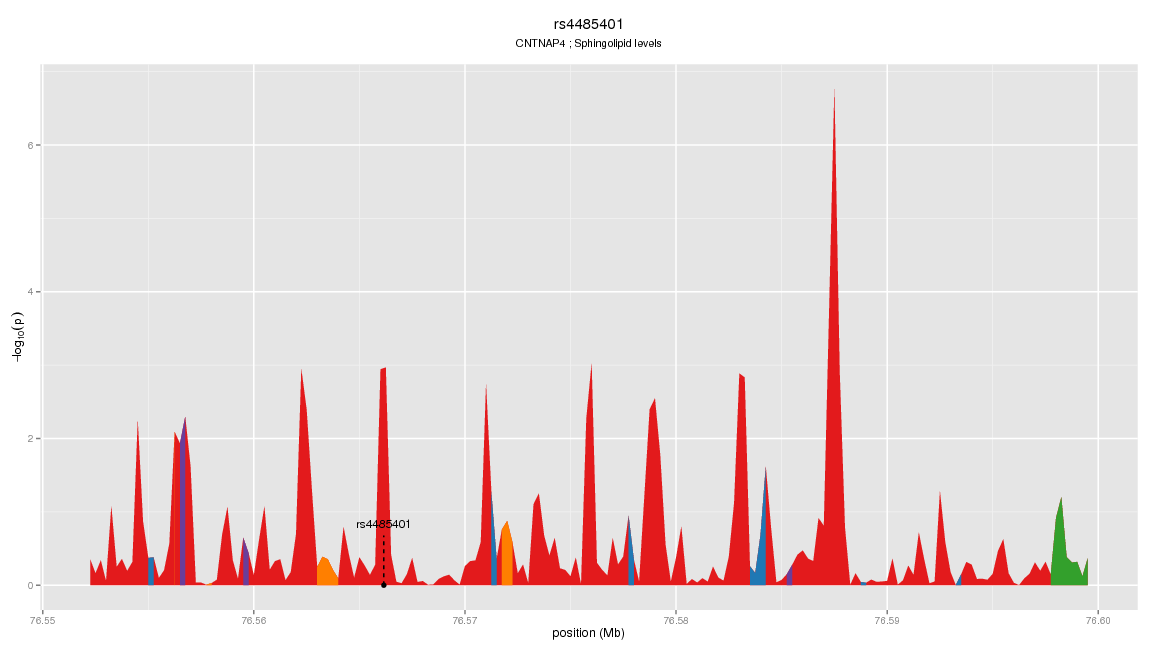 rs4485401
CNTNAP4 ; Sphingolipid levels
−log10(p)
6
4
2
0
rs4485401
76.55 76.56 76.57 76.58 76.59 76.60
position (Mb)